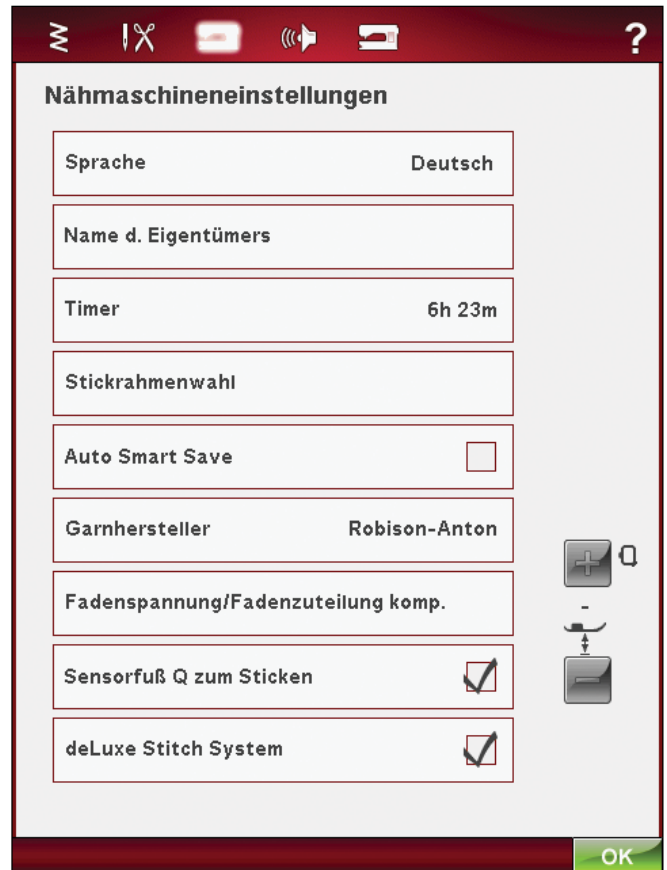 ?
Nähmaschineneinstellungen
Sprache Deutsch
Name d. Eigentümers
Timer 6h 23m
Stickrahmenwahl
Auto Smart Save
Garnhersteller Robison-Anton
Fadenspannung/Fadenzuteilung komp.
Sensorfuß Q zum Sticken
deLuxe Stitch System
+
-
−
OK